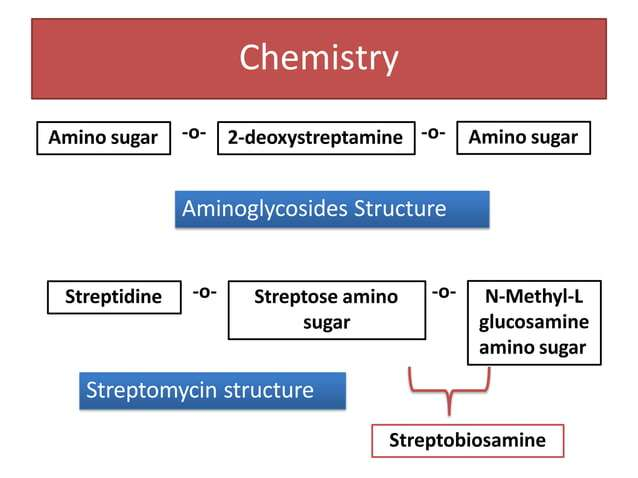 Chemistry
Amino sugar -o- 2-deoxystreptamine -o- Amino sugar
Aminoglycosides Structure
Streptidine -o- Streptose amino sugar -o- N-Methyl-L glucosamine amino sugar
Streptomycin structure
Streptobiosamine